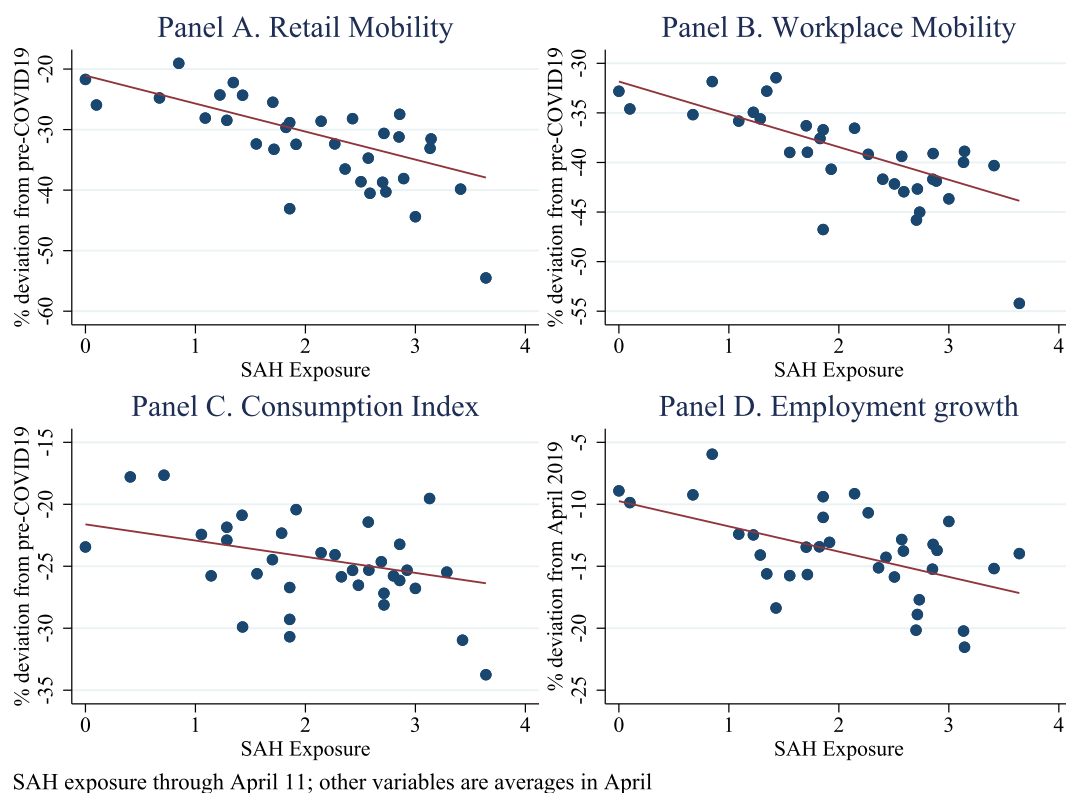 Panel A. Retail Mobility
% deviation from pre-COVID19
-20
-30
-40
-50
-60
0 1 2 3 4
SAH Exposure
Panel B. Workplace Mobility
% deviation from pre-COVID19
-30
-35
-40
-45
-50
-55
0 1 2 3 4
SAH Exposure
Panel C. Consumption Index
% deviation from pre-COVID19
-15
-20
-25
-30
-35
0 1 2 3 4
SAH Exposure
Panel D. Employment growth
% deviation from April 2019
-5
-10
-15
-20
-25
0 1 2 3 4
SAH Exposure
SAH exposure through April 11; other variables are averages in April